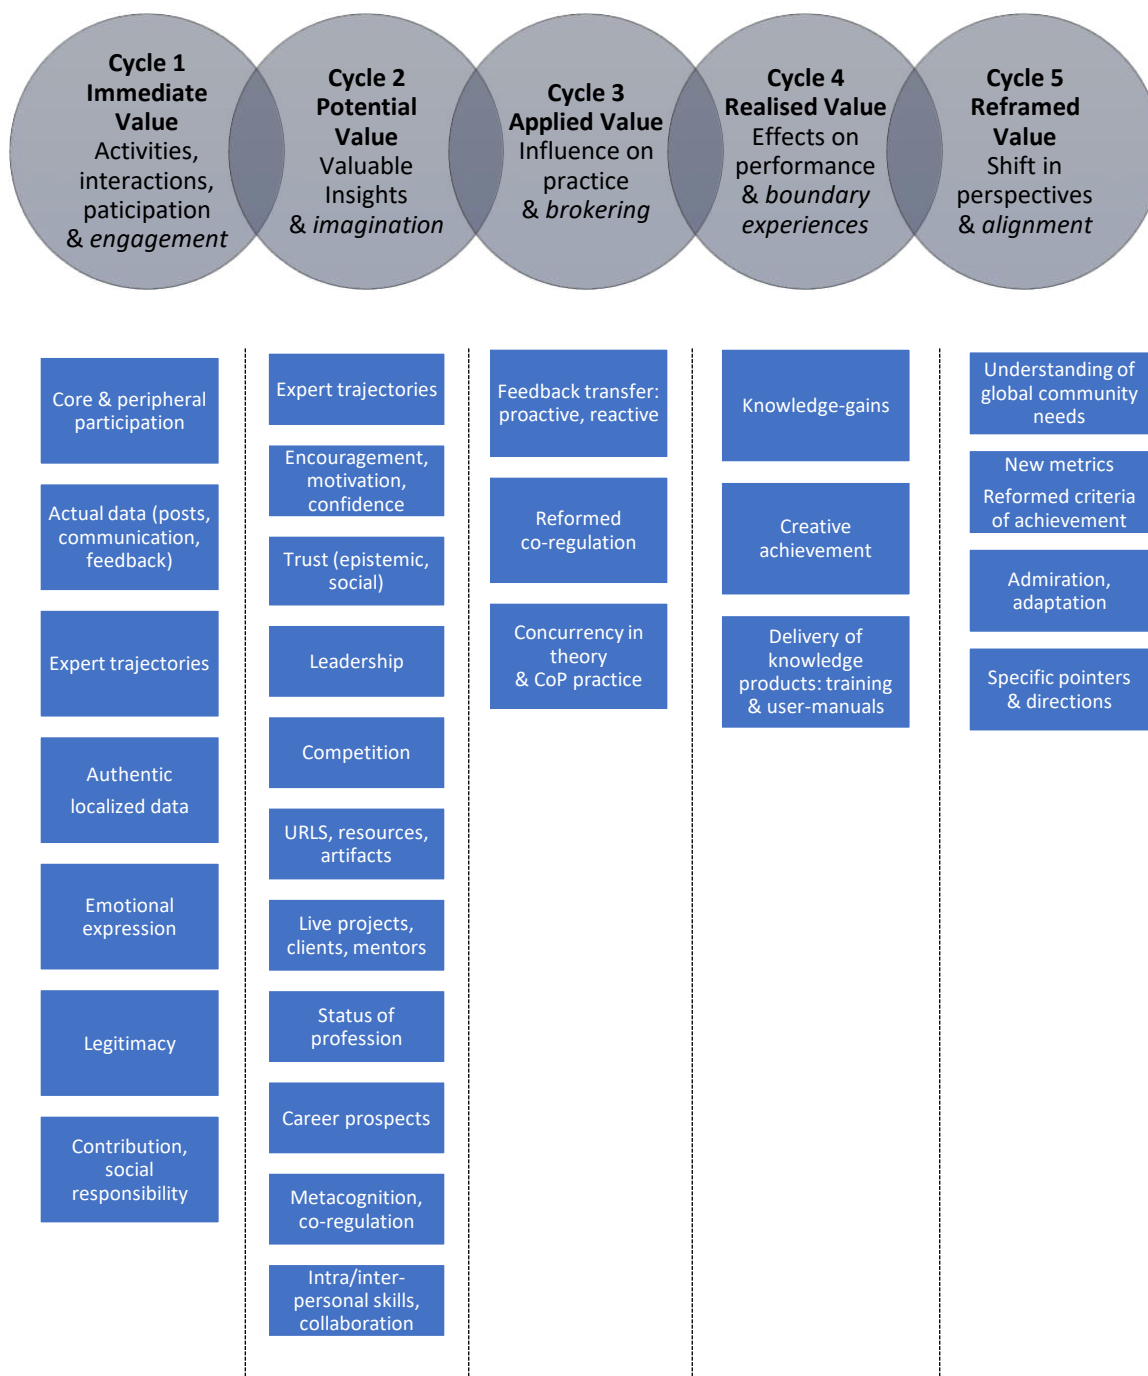 Cycle 1
Immediate
Value
Activities,
interactions,
paticipation
& engagement
Cycle 2
Potential
Value
Valuable
Insights
& imagination
Cycle 3
Applied Value
Influence on
practice
& brokering
Cycle 4
Realised Value
Effects on
performance
& boundary
experiences
Cycle 5
Reframed
Value
Shift in
perspectives
& alignment
Core & peripheral
participation
Actual data (posts,
communication,
feedback)
Expert trajectories
Authentic
localized data
Emotional
expression
Legitimacy
Contribution,
social
responsibility
Expert trajectories
Encouragement,
motivation,
confidence
Trust (epistemic,
social)
Leadership
Competition
URLS, resources,
artifacts
Live projects,
clients, mentors
Status of
profession
Career prospects
Metacognition,
co-regulation
Intra/inter-
personal skills,
collaboration
Feedback transfer:
proactive, reactive
Reformed
co-regulation
Concurrency in
theory
& CoP practice
Knowledge-gains
Creative
achievement
Delivery of
knowledge
products: training
& user-manuals
Understanding of
global community
needs
New metrics
Reformed criteria
of achievement
Admiration,
adaptation
Specific pointers
& directions